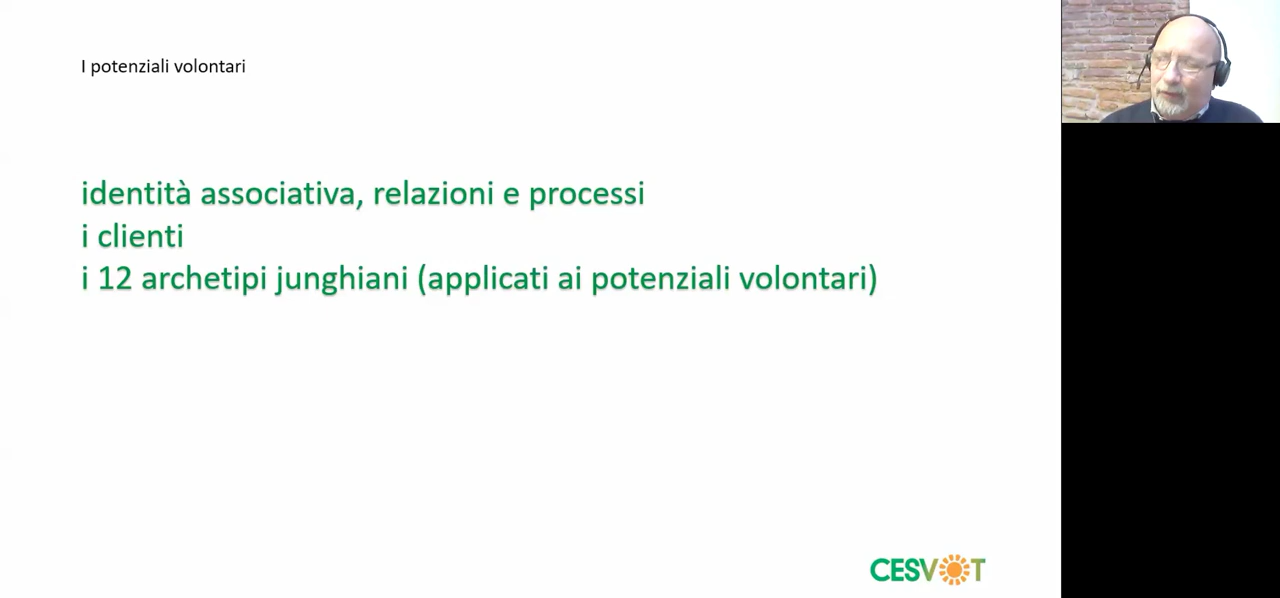 I potenziali volontari
identità associativa, relazioni e processi
i clienti
i 12 archetipi junghiani (applicati ai potenziali volontari)
CESVOT